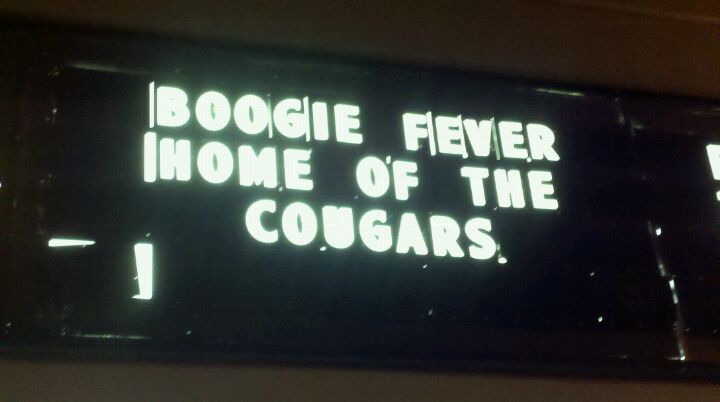 BOOGIE FEVER
HOME OF THE
COUGARS